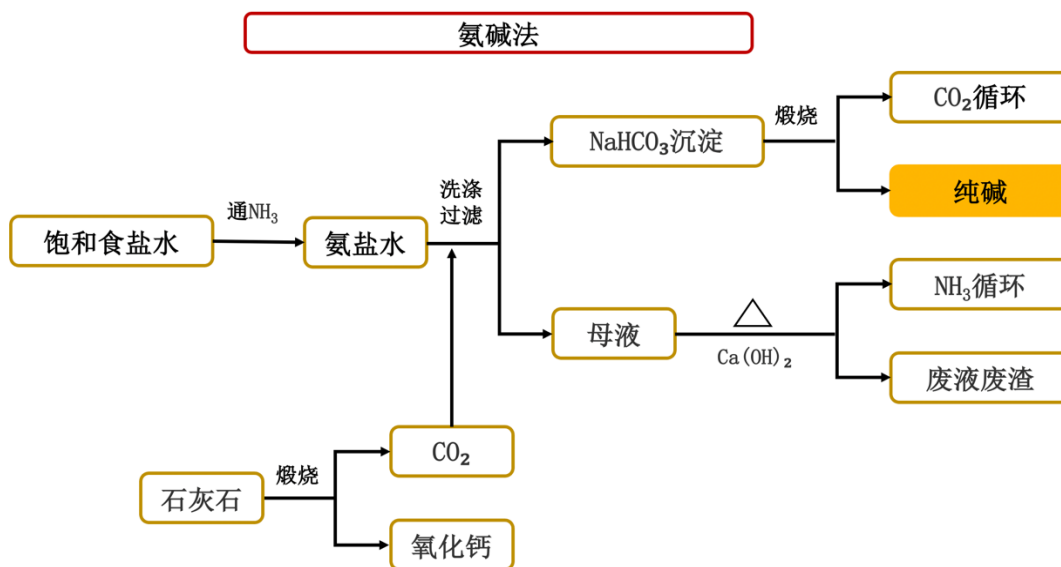 氨碱法
CO₂循环
煅烧
NaHCO₃沉淀
纯碱
洗涤
过滤
通NH₃
饱和食盐水
氨盐水
NH₃循环
母液
Ca(OH)₂
废液废渣
CO₂
煅烧
石灰石
氧化钙